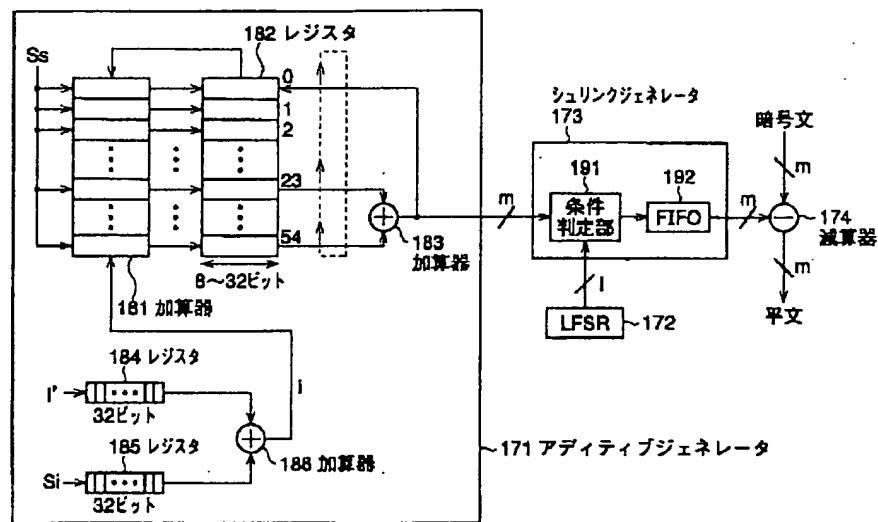 182 レジスタ
Ss
0
1
2
23
54
8〜32ビット
181 加算器
183
加算器
184 レジスタ
I'
32ビット
185 レジスタ
Si
32ビット
i
186 加算器
171 アディティブジェネレータ
シュリンクジェネレータ
173
m
191
条件
判定部
192
FIFO
m
l
LFSR
172
暗号文
m
174
減算器
m
平文